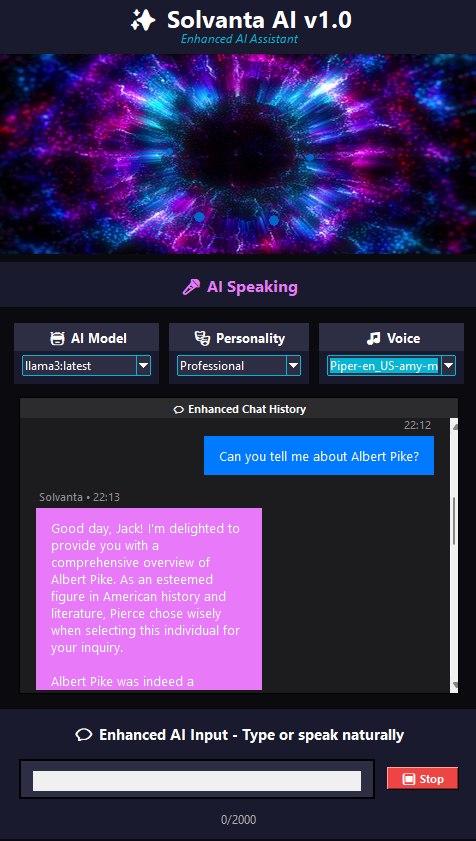 Solvanta AI v1.0
Enhanced AI Assistant
AI Speaking
AI Model
Personality
Voice
llama3:latest
Professional
Piper-en_US-amy-m
Enhanced Chat History
22:12
Can you tell me about Albert Pike?
Solvanta • 22:13
Good day, Jack! I'm delighted to
provide you with a
comprehensive overview of
Albert Pike. As an esteemed
figure in American history and
literature, Pierce chose wisely
when selecting this individual for
your inquiry.
Albert Pike was indeed a
Enhanced AI Input - Type or speak naturally
Stop
0/2000